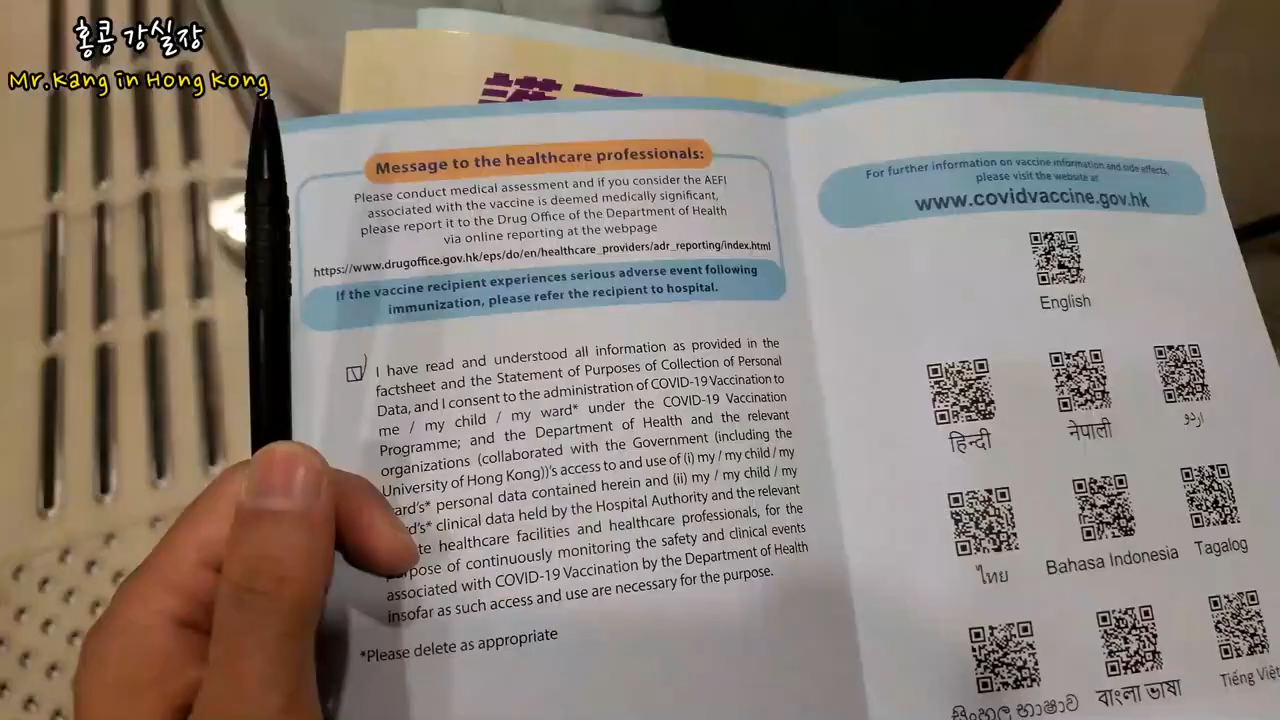 홍콩 강실장
Mr.Kang in Hong Kong
Message to the healthcare professionals:
Please conduct medical assessment and if you consider the AEFI
associated with the vaccine is deemed medically significant,
please report it to the Drug Office of the Department of Health
via online reporting at the webpage
https://www.drugoffice.gov.hk/eps/do/en/healthcare_providers/adr_reporting/index.html
If the vaccine recipient experiences serious adverse event following
immunization, please refer the recipient to hospital.
I have read and understood all information as provided in the
factsheet and the Statement of Purposes of Collection of Personal
Data, and I consent to the administration of COVID-19 Vaccination to
me / my child / my ward* under the COVID-19 Vaccination
Programme; and the Department of Health and the relevant
organizations (collaborated with the Government (including the
University of Hong Kong))'s access to and use of (i) my / my child / my
ard's* personal data contained herein and (ii) my / my child / my
d's* clinical data held by the Hospital Authority and the relevant
te healthcare facilities and healthcare professionals, for the
purpose of continuously monitoring the safety and clinical events
associated with COVID-19 Vaccination by the Department of Health
insofar as such access and use are necessary for the purpose.
*Please delete as appropriate
For further information on vaccine information and side effects,
please visit the website at
www.covidvaccine.gov.hk
English
हिन्दी
नेपाली
اردو
ไทย
Bahasa Indonesia
Tagalog
සිංහල භාෂාව
বাংলা ভাষা
Tiếng Việt